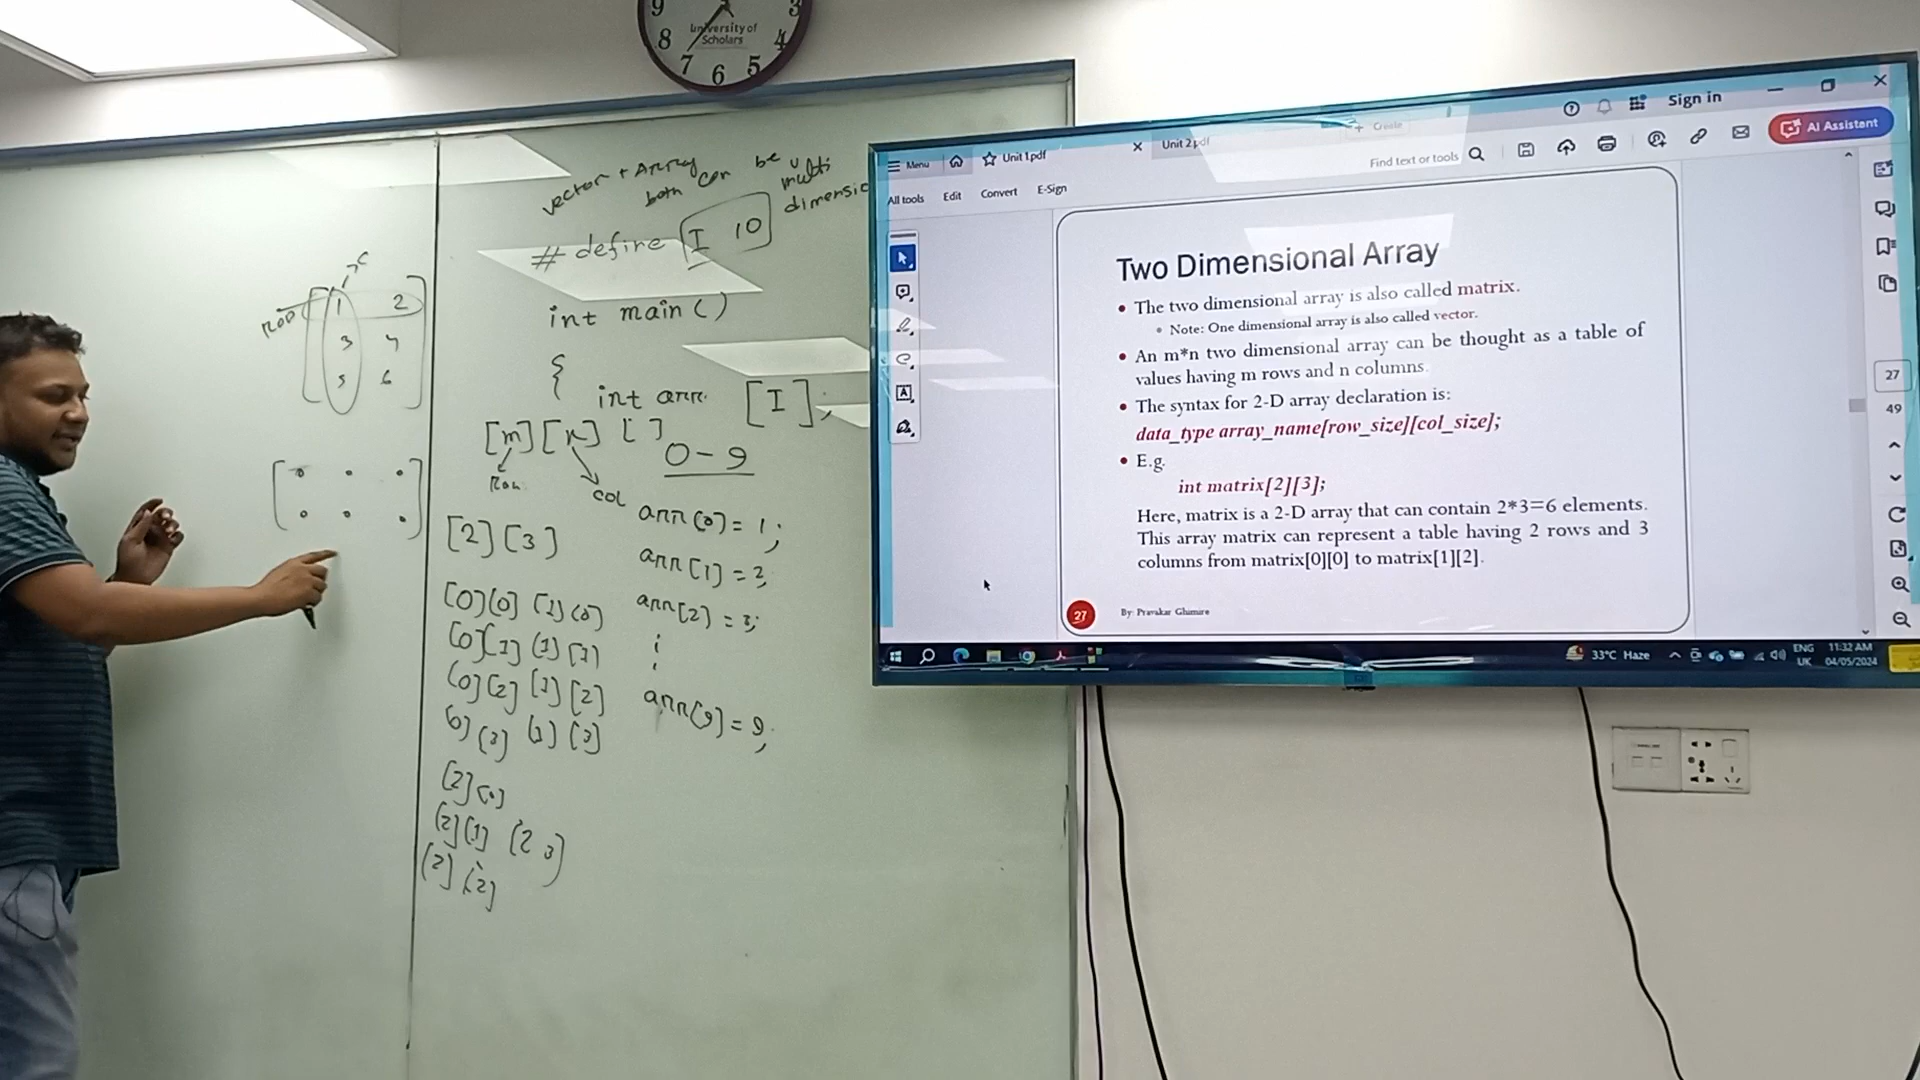 9 3
8 4
7 6 5
University of
Scholars
vector + Array
both can be
multi
dimensio
# define I 10
int main ( )
{
int arr [I];
[m][n] [ ]
Row
col
0 - 9
[2][3]
arr[0] = 1;
arr[1] = 2;
arr[2] = 3;
arr[9] = 9;
[0][0] [1][0]
[0][1] [1][1]
[0][2] [1][2]
[0][3] [1][3]
[2][0]
[2][1] [2 3]
[2][2]
c
1 2
3 4
5 6
Menu
Unit 1.pdf
Unit 2.pdf
+ Create
Sign in
All tools
Edit
Convert
E-Sign
Find text or tools
AI Assistant
Two Dimensional Array
• The two dimensional array is also called matrix.
• Note: One dimensional array is also called vector.
• An m*n two dimensional array can be thought as a table of
values having m rows and n columns.
• The syntax for 2-D array declaration is:
data_type array_name[row_size][col_size];
• E.g.
int matrix[2][3];
Here, matrix is a 2-D array that can contain 2*3=6 elements.
This array matrix can represent a table having 2 rows and 3
columns from matrix[0][0] to matrix[1][2].
27
By: Pravakar Ghimire
27
49
33°C Haze
ENG
UK
11:32 AM
04/05/2024